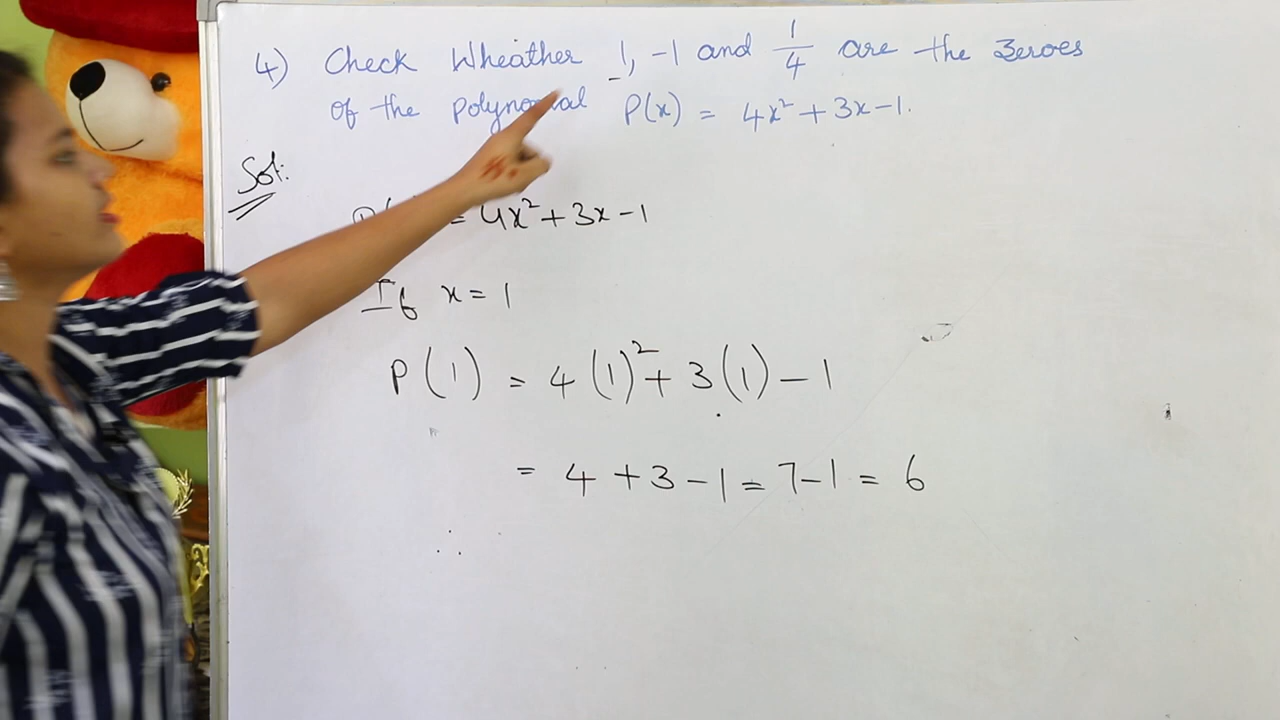 4) Check Wheather 1, -1 and 1/4 are the zeroes
of the polynomial P(x) = 4x² + 3x - 1.
Sol:
= 4x² + 3x - 1
If x = 1
P(1) = 4(1)² + 3(1) - 1
= 4 + 3 - 1 = 7 - 1 = 6
∴